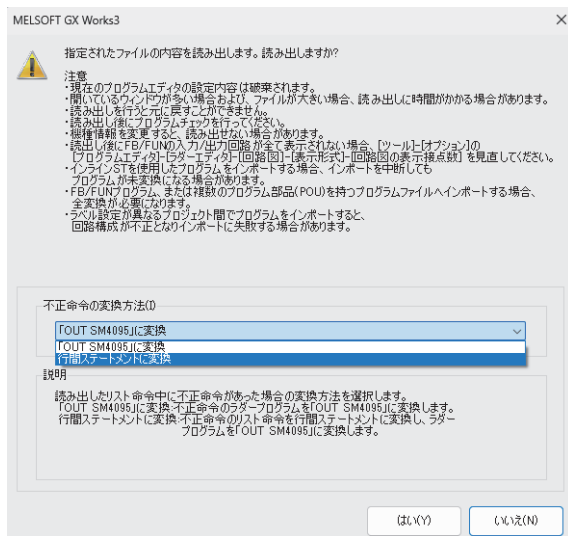 MELSOFT GX Works3
指定されたファイルの内容を読み出します。読み出しますか?
注意
・現在のプログラムエディタの設定内容は破棄されます。
・開いているウィンドウが多い場合および、ファイルが大きい場合、読み出しに時間がかかる場合があります。
・読み出しを行うと元に戻すことができません。
・読み出し後にプログラムチェックを行ってください。
・機種情報を変更すると、読み出せない場合があります。
・読出し後にFB/FUNの入力/出力回路が全て表示されない場合、[ツール]-[オプション]の
[プログラムエディタ]-[ラダーエディタ]-[回路図]-[表示形式]-[回路図の表示接点数] を見直してください。
・インラインSTを使用したプログラムをインポートする場合、インポートを中断しても
プログラムが未変換になる場合があります。
・FB/FUNプログラム、または複数のプログラム部品(POU)を持つプログラムファイルへインポートする場合、
全変換が必要になります。
・ラベル設定が異なるプロジェクト間でプログラムをインポートすると、
回路構成が不正となりインポートに失敗する場合があります。
不正命令の変換方法(I)
「OUT SM4095」に変換
「OUT SM4095」に変換
行間ステートメントに変換
説明
読み出したリスト命令中に不正命令があった場合の変換方法を選択します。
「OUT SM4095」に変換:不正命令のラダープログラムを「OUT SM4095」に変換します。
行間ステートメントに変換:不正命令のリスト命令を行間ステートメントに変換し、ラダー
プログラムを「OUT SM4095」に変換します。
はい(Y)
いいえ(N)